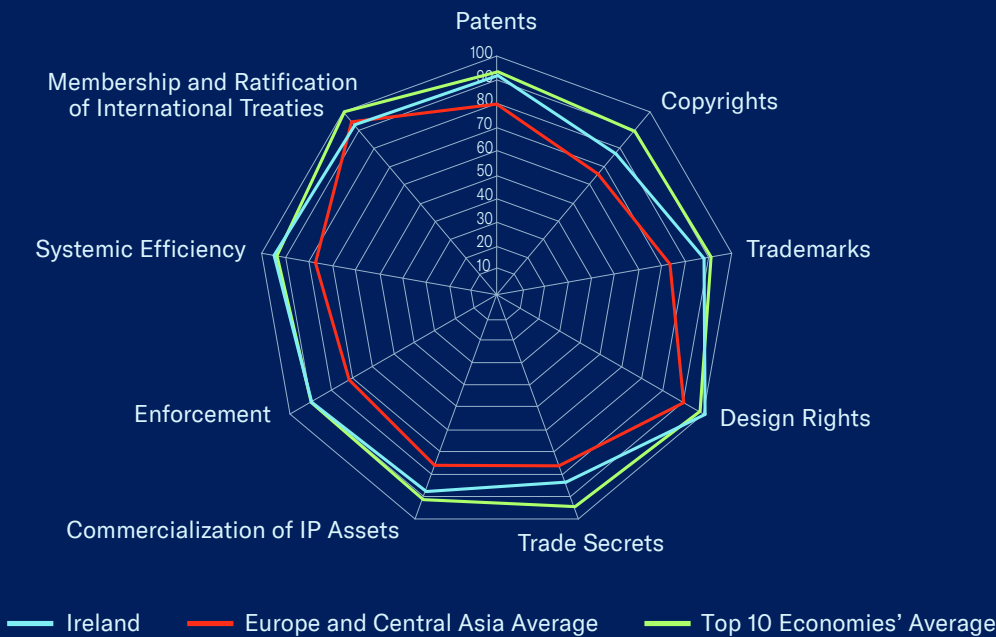 Patents
100
90
80
70
60
50
40
30
20
10
Membership and Ratification
of International Treaties
Copyrights
Systemic Efficiency
Trademarks
Enforcement
Design Rights
Commercialization of IP Assets
Trade Secrets
Ireland
Europe and Central Asia Average
Top 10 Economies’ Average